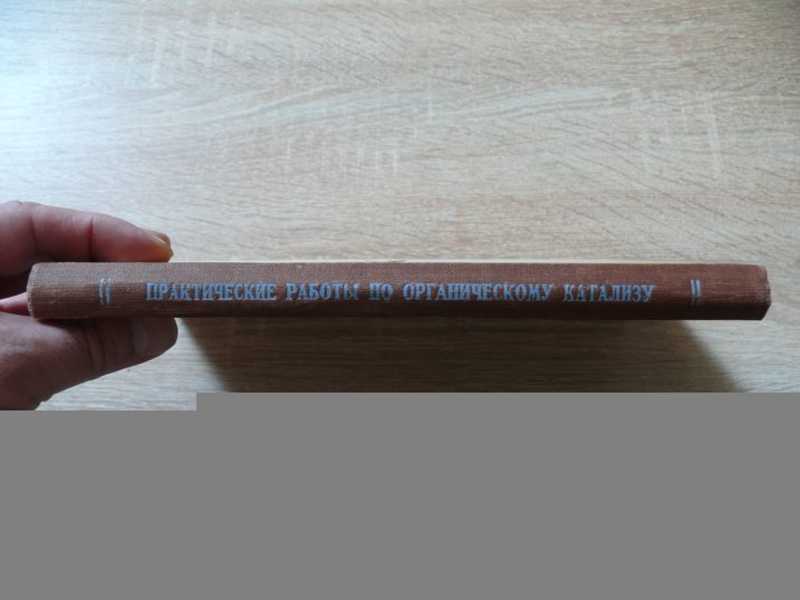 ПРАКТИЧЕСКИЕ РАБОТЫ ПО ОРГАНИЧЕСКОМУ КАТАЛИЗУ